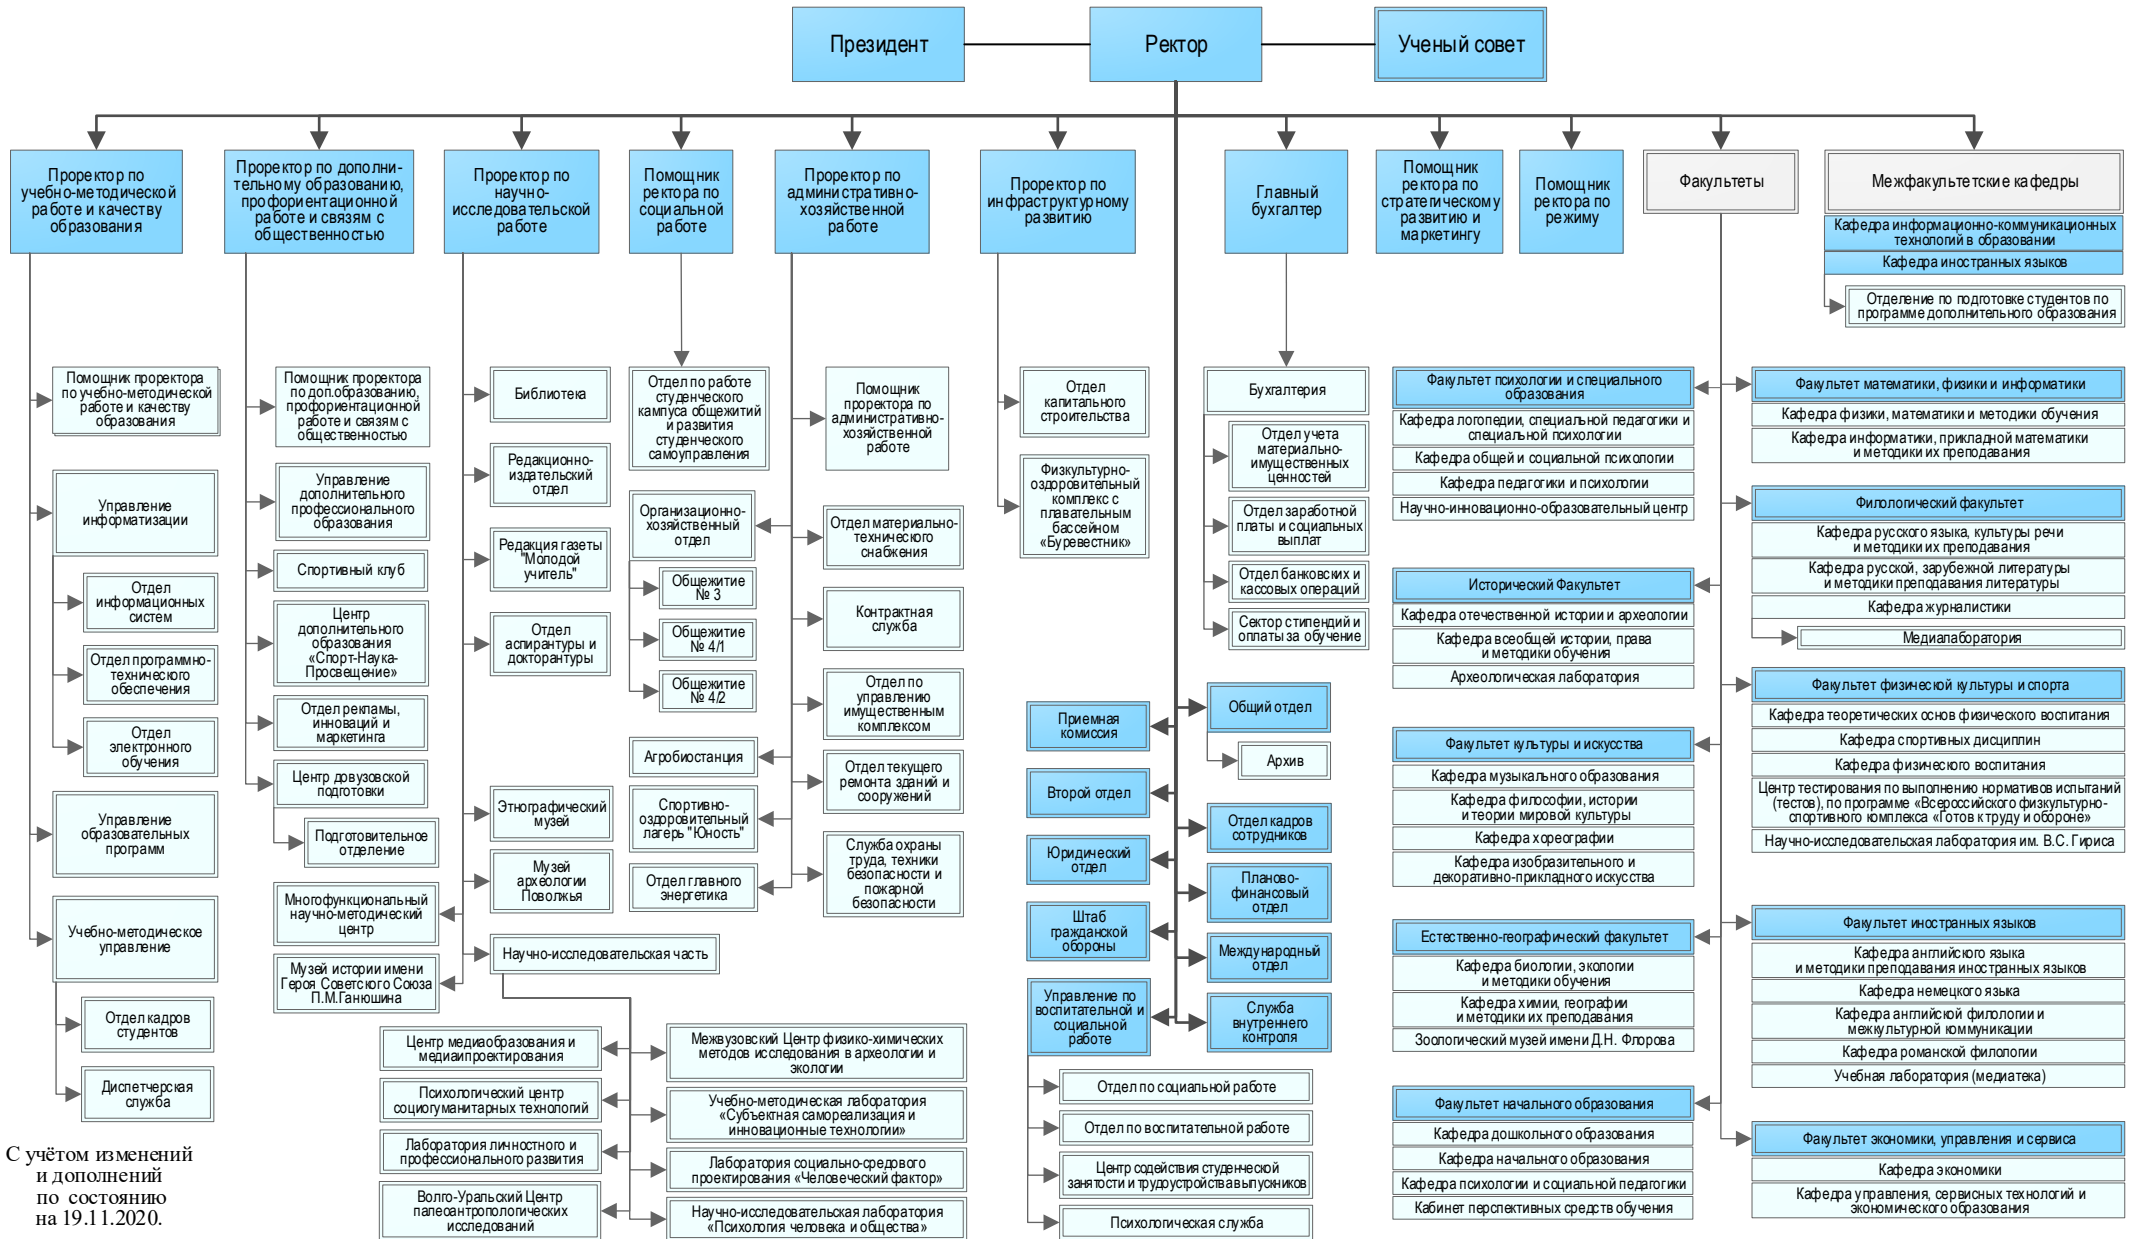 Президент
Ректор
Ученый совет
Проректор по
учебно-методической
работе и качеству
образования
Проректор по дополни-
тельному образованию,
профориентационной
работе и связям с
общественностью
Проректор по
научно-
исследовательской
работе
Помощник
ректора по
социальной
работе
Проректор по
административно-
хозяйственной
работе
Проректор по
инфраструктурному
развитию
Главный
бухгалтер
Помощник
ректора по
стратегическому
развитию и
маркетингу
Помощник
ректора по
режиму
Факультеты
Межфакультетские кафедры
Кафедра информационно-коммуникационных
технологий в образовании
Кафедра иностранных языков
Отделение по подготовке студентов по
программе дополнительного образования
Помощник проректора
по учебно-методической
работе и качеству
образования
Управление
информатизации
Отдел
информационных
систем
Отдел программно-
технического
обеспечения
Отдел
электронного
обучения
Управление
образовательных
программ
Учебно-методическое
управление
Отдел кадров
студентов
Диспетчерская
служба
Помощник проректора
по доп.образованию,
профориентационной
работе и связям с
общественностью
Управление
дополнительного
профессионального
образования
Спортивный клуб
Центр
дополнительного
образования
«Спорт-Наука-
Просвещение»
Отдел рекламы,
инноваций и
маркетинга
Центр довузовской
подготовки
Подготовительное
отделение
Многофункциональный
научно-методический
центр
Музей истории имени
Героя Советского Союза
П.М.Ганюшина
Библиотека
Редакционно-
издательский
отдел
Редакция газеты
"Молодой
учитель"
Отдел
аспирантуры и
докторантуры
Этнографический
музей
Музей
археологии
Поволжья
Научно-исследовательская часть
Центр медиаобразования и
медиаипроектирования
Психологический центр
социогуманитарных технологий
Лаборатория личностного и
профессионального развития
Волго-Уральский Центр
палеоантропологических
исследований
Межвузовский Центр физико-химических
методов исследования в археологии и
экологии
Учебно-методическая лаборатория
«Субъектная самореализация и
инновационные технологии»
Лаборатория социально-средового
проектирования «Человеческий фактор»
Научно-исследовательская лаборатория
«Психология человека и общества»
Отдел по работе
студенческого
кампуса общежитий
и развития
студенческого
самоуправления
Организационно-
хозяйственный
отдел
Общежитие
№ 3
Общежитие
№ 4/1
Общежитие
№ 4/2
Агробиостанция
Спортивно-
оздоровительный
лагерь "Юность"
Отдел главного
энергетика
Помощник
проректора по
административно-
хозяйственной
работе
Отдел материально-
технического
снабжения
Контрактная
служба
Отдел по
управлению
имущественным
комплексом
Отдел текущего
ремонта зданий и
сооружений
Служба охраны
труда, техники
безопасности и
пожарной
безопасности
Отдел
капитального
строительства
Физкультурно-
оздоровительный
комплекс с
плавательным
бассейном
«Буревестник»
Бухгалтерия
Отдел учета
материально-
имущественных
ценностей
Отдел заработной
платы и социальных
выплат
Отдел банковских и
кассовых операций
Сектор стипендий и
оплаты за обучение
Приемная
комиссия
Второй отдел
Юридический
отдел
Штаб
гражданской
обороны
Управление по
воспитательной и
социальной
работе
Отдел по социальной работе
Отдел по воспитательной работе
Центр содействия студенческой
занятости и трудоустройства выпускников
Психологическая служба
Общий отдел
Архив
Отдел кадров
сотрудников
Планово-
финансовый
отдел
Международный
отдел
Служба
внутреннего
контроля
Факультет психологии и специального
образования
Кафедра логопедии, специальной педагогики и
специальной психологии
Кафедра общей и социальной психологии
Кафедра педагогики и психологии
Научно-инновационно-образовательный центр
Исторический Факультет
Кафедра отечественной истории и археологии
Кафедра всеобщей истории, права
и методики обучения
Археологическая лаборатория
Факультет культуры и искусства
Кафедра музыкального образования
Кафедра философии, истории
и теории мировой культуры
Кафедра хореографии
Кафедра изобразительного и
декоративно-прикладного искусства
Естественно-географический факультет
Кафедра биологии, экологии
и методики обучения
Кафедра химии, географии
и методики их преподавания
Зоологический музей имени Д.Н. Флорова
Факультет начального образования
Кафедра дошкольного образования
Кафедра начального образования
Кафедра психологии и социальной педагогики
Кабинет перспективных средств обучения
Факультет математики, физики и информатики
Кафедра физики, математики и методики обучения
Кафедра информатики, прикладной математики
и методики их преподавания
Филологический факультет
Кафедра русского языка, культуры речи
и методики их преподавания
Кафедра русской, зарубежной литературы
и методики преподавания литературы
Кафедра журналистики
Медиалаборатория
Факультет физической культуры и спорта
Кафедра теоретических основ физического воспитания
Кафедра спортивных дисциплин
Кафедра физического воспитания
Центр тестирования по выполнению нормативов испытаний
(тестов), по программе «Всероссийского физкультурно-
спортивного комплекса «Готов к труду и обороне»
Научно-исследовательская лаборатория им. В.С. Гириса
Факультет иностранных языков
Кафедра английского языка
и методики преподавания иностранных языков
Кафедра немецкого языка
Кафедра английской филологии и
межкультурной коммуникации
Кафедра романской филологии
Учебная лаборатория (медиатека)
Факультет экономики, управления и сервиса
Кафедра экономики
Кафедра управления, сервисных технологий и
экономического образования
С учётом изменений
и дополнений
по состоянию
на 19.11.2020.